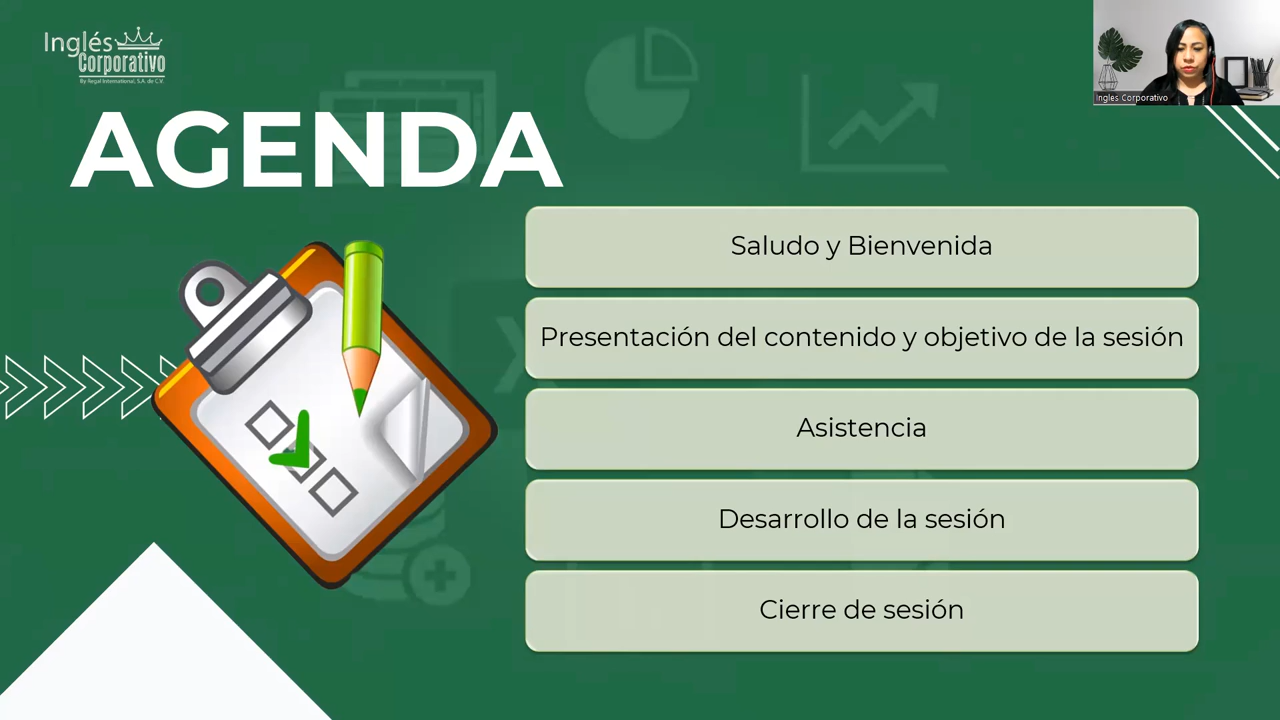 Inglés
Corporativo
By Regal International, S.A. de C.V.
Ingles Corporativo
AGENDA
Saludo y Bienvenida
Presentación del contenido y objetivo de la sesión
Asistencia
Desarrollo de la sesión
Cierre de sesión